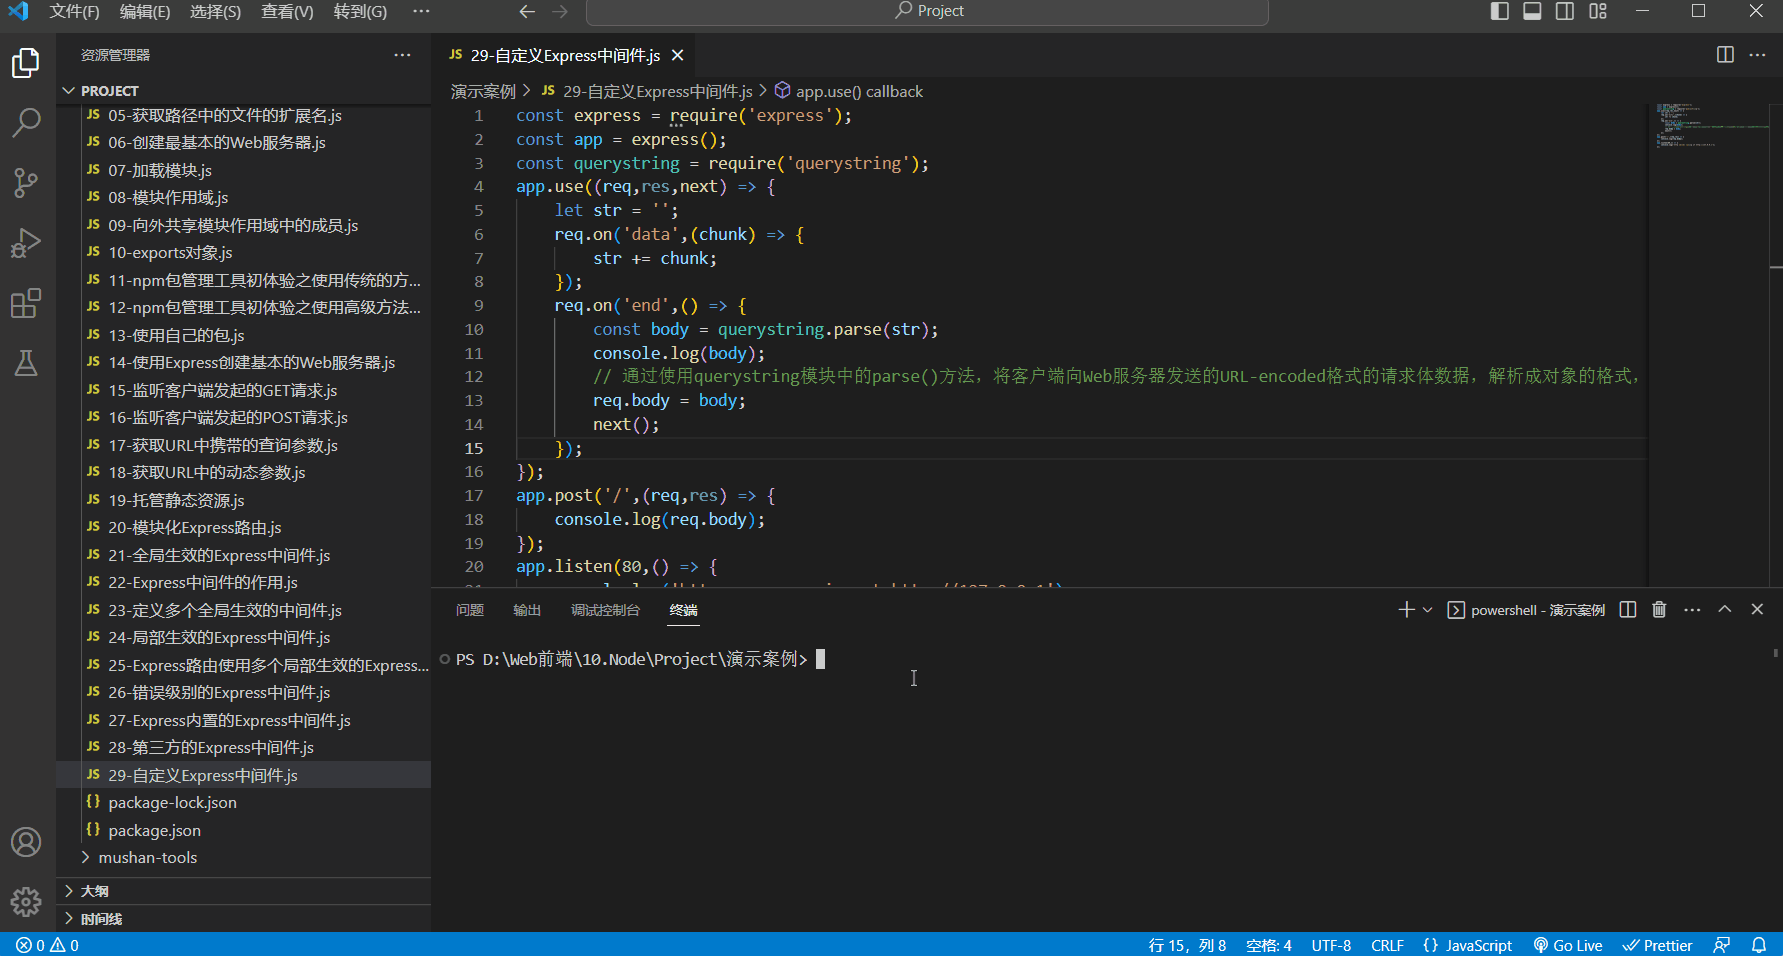 文件(F) 编辑(E) 选择(S) 查看(V) 转到(G) ··· Project
资源管理器 ···
PROJECT
JS 05-获取路径中的文件的扩展名.js
JS 06-创建最基本的Web服务器.js
JS 07-加载模块.js
JS 08-模块作用域.js
JS 09-向外共享模块作用域中的成员.js
JS 10-exports对象.js
JS 11-npm包管理工具初体验之使用传统的方...
JS 12-npm包管理工具初体验之使用高级方法...
JS 13-使用自己的包.js
JS 14-使用Express创建基本的Web服务器.js
JS 15-监听客户端发起的GET请求.js
JS 16-监听客户端发起的POST请求.js
JS 17-获取URL中携带的查询参数.js
JS 18-获取URL中的动态参数.js
JS 19-托管静态资源.js
JS 20-模块化Express路由.js
JS 21-全局生效的Express中间件.js
JS 22-Express中间件的作用.js
JS 23-定义多个全局生效的中间件.js
JS 24-局部生效的Express中间件.js
JS 25-Express路由使用多个局部生效的Express...
JS 26-错误级别的Express中间件.js
JS 27-Express内置的Express中间件.js
JS 28-第三方的Express中间件.js
JS 29-自定义Express中间件.js
{} package-lock.json
{} package.json
mushan-tools
大纲
时间线
JS 29-自定义Express中间件.js
演示案例 > JS 29-自定义Express中间件.js > app.use() callback
1 const express = require('express');
2 const app = express();
3 const querystring = require('querystring');
4 app.use((req,res,next) => {
5 let str = '';
6 req.on('data',(chunk) => {
7 str += chunk;
8 });
9 req.on('end',() => {
10 const body = querystring.parse(str);
11 console.log(body);
12 // 通过使用querystring模块中的parse()方法，将客户端向Web服务器发送的URL-encoded格式的请求体数据，解析成对象的格式，
13 req.body = body;
14 next();
15 });
16 });
17 app.post('/',(req,res) => {
18 console.log(req.body);
19 });
20 app.listen(80,() => {
问题 输出 调试控制台 终端 powershell - 演示案例 ···
PS D:\Web前端\10.Node\Project\演示案例>
0 0 行 15，列 8 空格: 4 UTF-8 CRLF {} JavaScript Go Live Prettier